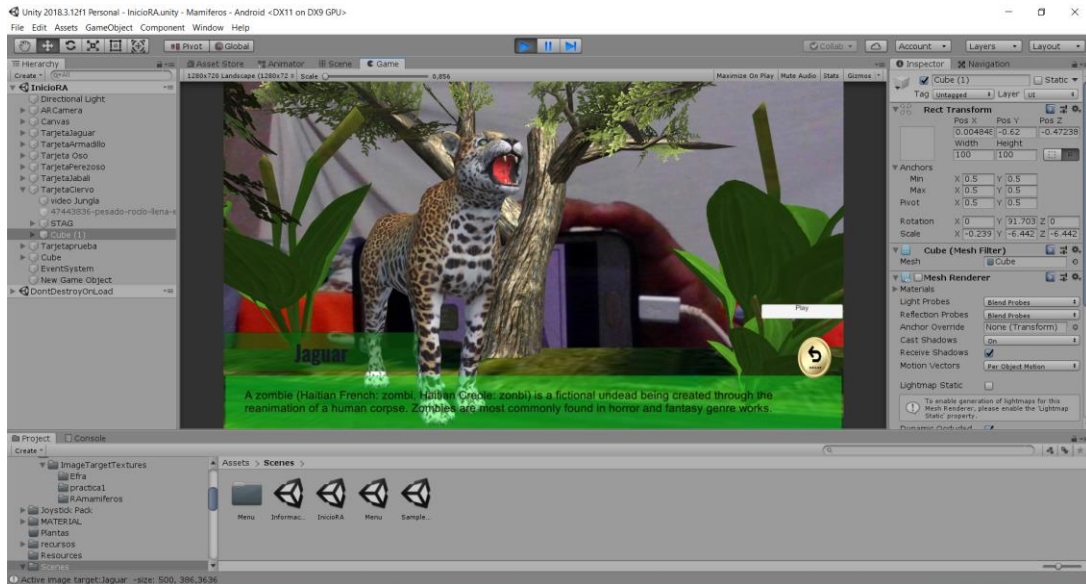 Unity 2018.3.12f1 Personal - InicioRA.unity - Mamiferos - Android <DX11 on DX9 GPU>
File Edit Assets GameObject Component Window Help
Pivot Global Collab Account Layers Layout
Hierarchy
Create All
InicioRA
Directional Light
ARCamera
Canvas
TarjetaJaguar
TarjetaArmadillo
Tarjeta Oso
TarjetaPerezoso
TarjetaJabali
TarjetaCiervo
video Jungla
STAG
Cube (1)
Tarjetaprueba
Cube
EventSystem
New Game Object
DontDestroyOnLoad
Asset Store Animator Scene Game
1280x720 Landscape (1280x72 Scale 0,856 Maximize On Play Mute Audio Stats Gizmos
Play
Jaguar
A zombie (Haitian French: zombi, Haitian Creole: zonbi) is a fictional undead being created through the
reanimation of a human corpse. Zombies are most commonly found in horror and fantasy genre works.
Inspector Navigation
Cube (1) Static
Tag Untagged Layer UI
Rect Transform
Pos X Pos Y Pos Z
0.004846 -0.62 -0.47238
Width Height
100 100
Anchors
Min X 0.5 Y 0.5
Max X 0.5 Y 0.5
Pivot X 0.5 Y 0.5
Rotation X 0 Y 91.703 Z 0
Scale X -0.239 Y -6.442 Z -6.442
Cube (Mesh Filter)
Mesh Cube
Mesh Renderer
Materials
Light Probes Blend Probes
Reflection Probes Blend Probes
Anchor Override None (Transform)
Cast Shadows On
Receive Shadows
Motion Vectors Per Object Motion
Lightmap Static
To enable generation of lightmaps for this
Mesh Renderer, please enable the 'Lightmap
Static' property.
Dynamic Occluded
Project Console
Create
ImageTargetTextures
Efra
practica1
RAmamiferos
Joystick Pack
MATERIAL
Plantas
recursos
Resources
Scenes
Assets > Scenes >
Menu Informac... InicioRA Menu Sample...
Active image target:Jaguar -size: 500, 386,3636